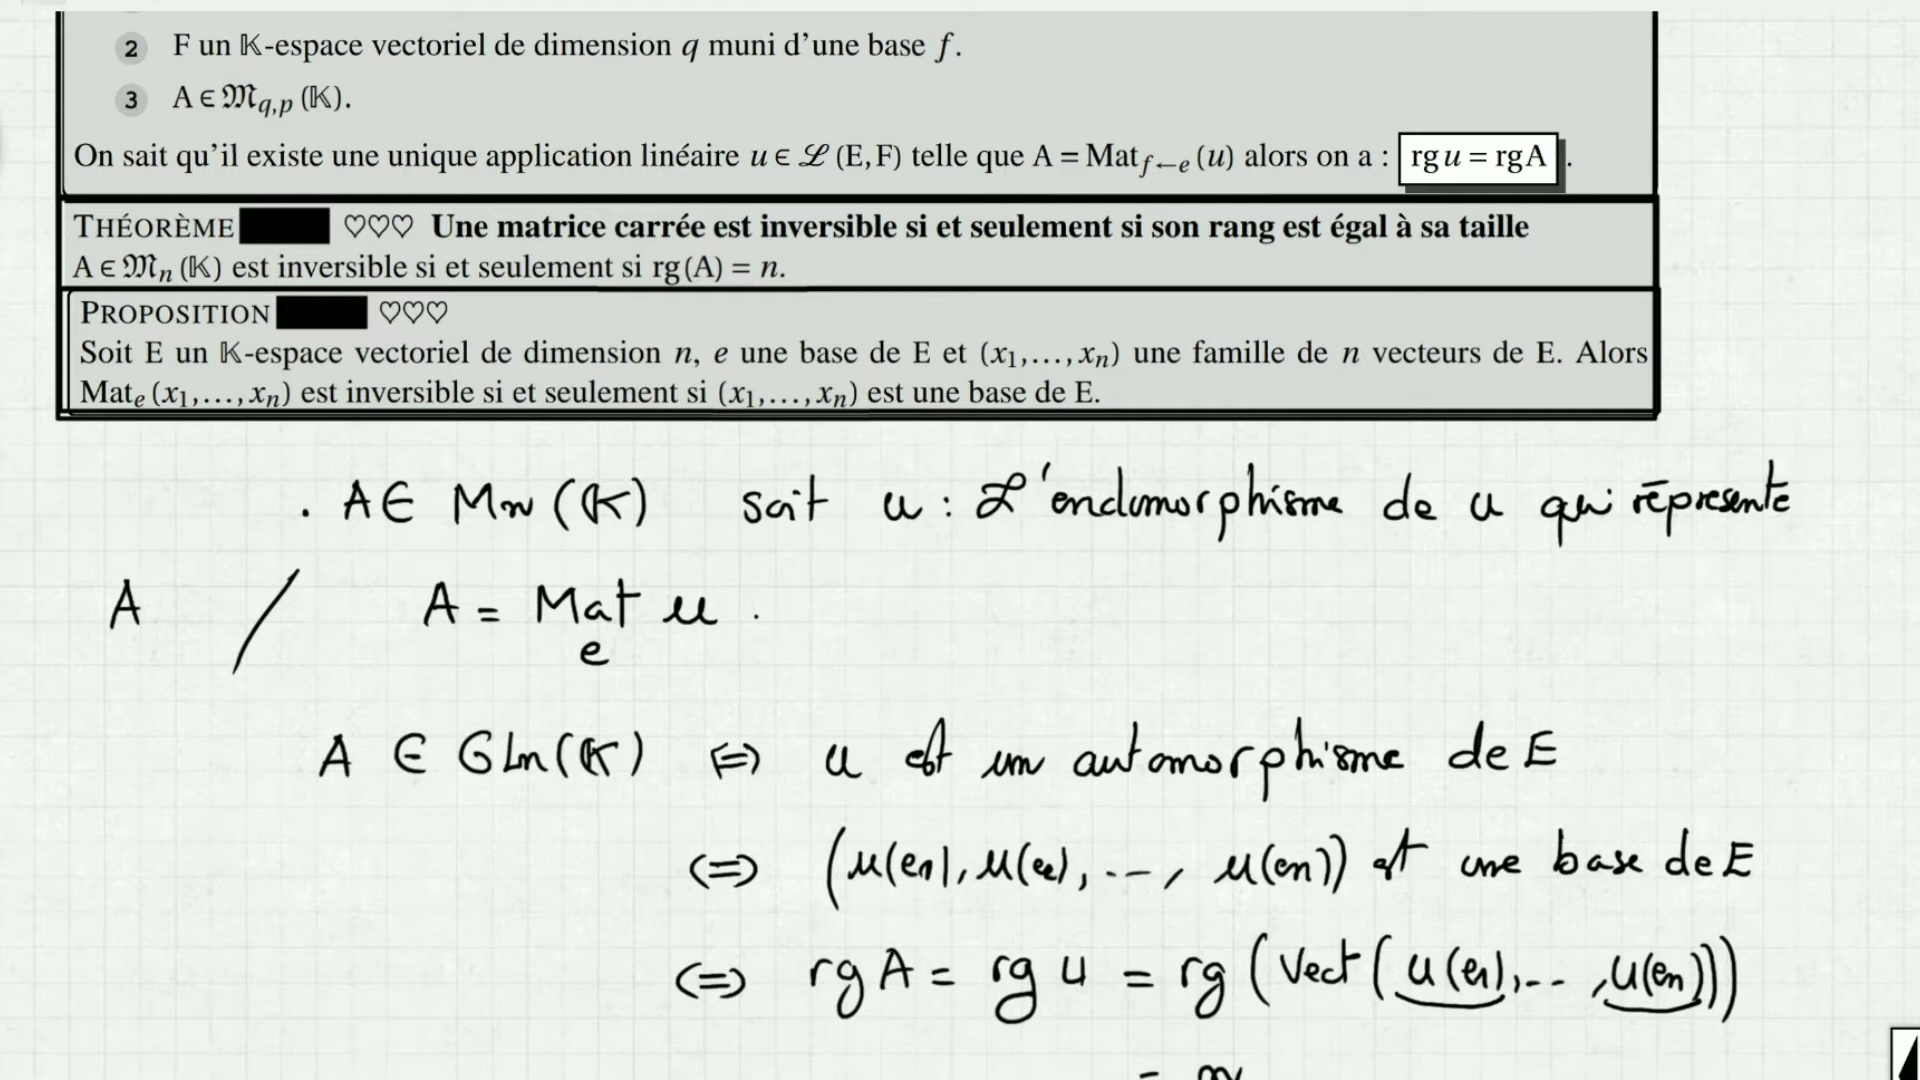 2 F un 𝕂-espace vectoriel de dimension q muni d'une base f.
3 A ∈ 𝔐q,p (𝕂).
On sait qu'il existe une unique application linéaire u ∈ ℒ (E, F) telle que A = Mat f←e (u) alors on a : rg u = rg A .
THÉORÈME ♡♡♡ Une matrice carrée est inversible si et seulement si son rang est égal à sa taille
A ∈ 𝔐n (𝕂) est inversible si et seulement si rg (A) = n.
PROPOSITION ♡♡♡
Soit E un 𝕂-espace vectoriel de dimension n, e une base de E et (x1,...,xn) une famille de n vecteurs de E. Alors
Mate (x1,...,xn) est inversible si et seulement si (x1,...,xn) est une base de E.
. A ∈ Mn (𝕂) soit u : L'endomorphisme de u qui répresente
A / A = Mat u .
e
A ∈ GLn(𝕂) ⇔ u est un automorphisme de E
⇔ (u(e1), u(e2), ---, u(en)) est une base de E
⇔ rg A = rg u = rg (Vect (u(e1),--- ,u(en)))
= n